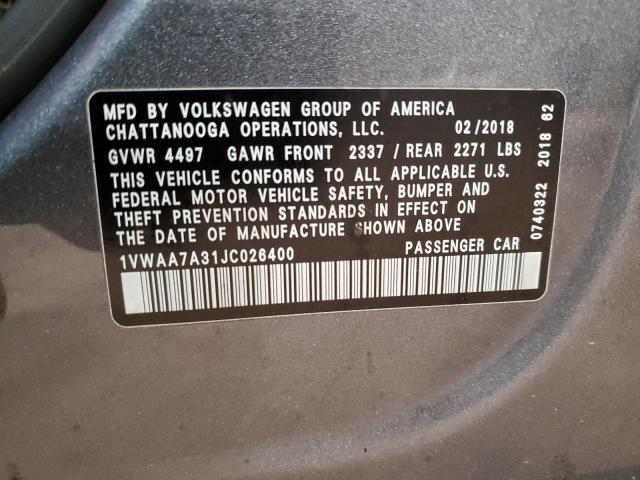 MFD BY VOLKSWAGEN GROUP OF AMERICA
CHATTANOOGA OPERATIONS, LLC. 02/2018
GVWR 4497 GAWR FRONT 2337 / REAR 2271 LBS
THIS VEHICLE CONFORMS TO ALL APPLICABLE U.S.
FEDERAL MOTOR VEHICLE SAFETY, BUMPER AND
THEFT PREVENTION STANDARDS IN EFFECT ON
THE DATE OF MANUFACTURE SHOWN ABOVE
1VWAA7A31JC026400 PASSENGER CAR
0740322 2018 62